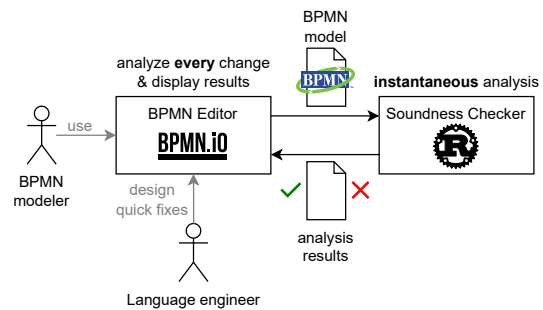 BPMN
model
BPMN
analyze every change
& display results
instantaneous analysis
BPMN Editor
BPMN.iO
Soundness Checker
R
use
BPMN
modeler
design
quick fixes
analysis
results
Language engineer